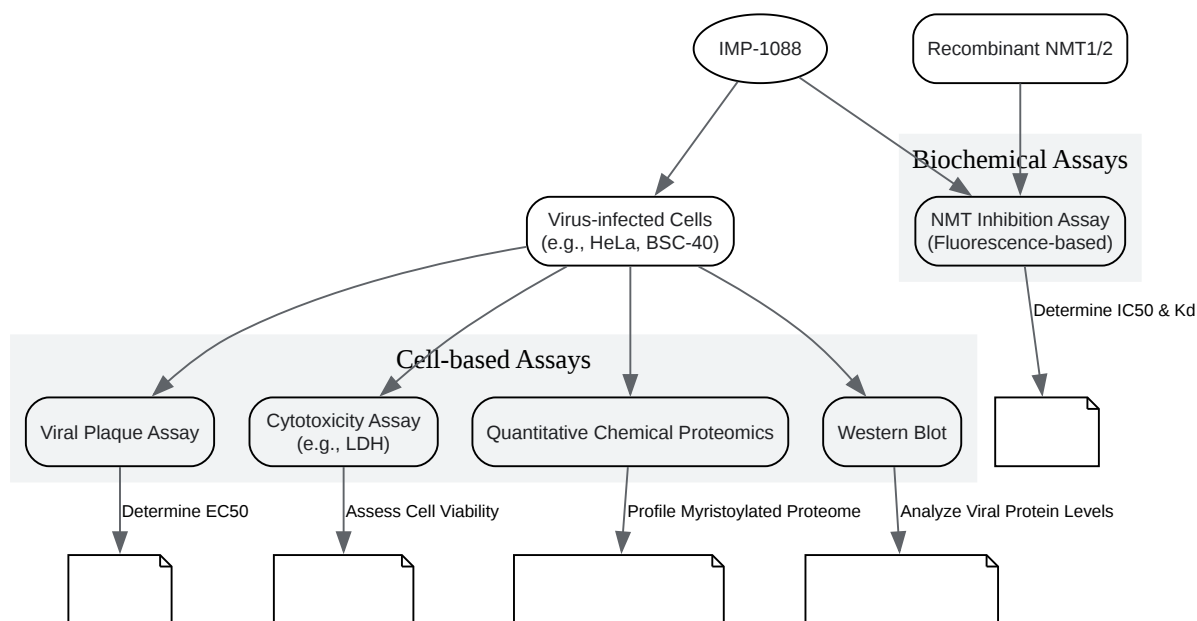 IMP-1088
Recombinant NMT1/2
Biochemical Assays
Virus-infected Cells
(e.g., HeLa, BSC-40)
NMT Inhibition Assay
(Fluorescence-based)
Determine IC50 & Kd
Cell-based Assays
Viral Plaque Assay
Cytotoxicity Assay
(e.g., LDH)
Quantitative Chemical Proteomics
Western Blot
Determine EC50
Assess Cell Viability
Profile Myristoylated Proteome
Analyze Viral Protein Levels